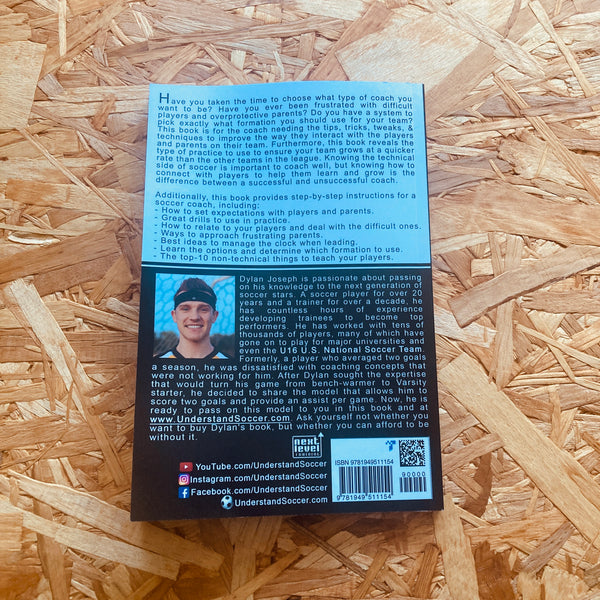 Have you taken the time to choose what type of coach you
want to be? Have you ever been frustrated with difficult
players and overprotective parents? Do you have a system to
pick exactly what formation you should use for your team?
This book is for the coach needing the tips, tricks, tweaks, &
techniques to improve the way they interact with the players
and parents on their team. Furthermore, this book reveals the
type of practice to use to ensure your team grows at a quicker
rate than the other teams in the league. Knowing the technical
side of soccer is important to coach well, but knowing how to
connect with players to help them learn and grow is the
difference between a successful and unsuccessful coach.
Additionally, this book provides step-by-step instructions for a
soccer coach, including:
- How to set expectations with players and parents.
- Great drills to use in practice.
- How to relate to your players and deal with the difficult ones.
- Ways to approach frustrating parents.
- Best ideas to manage the clock when leading.
- Learn the options and determine which formation to use.
- The top-10 non-technical things to teach your players.
Dylan Joseph is passionate about passing
on his knowledge to the next generation of
soccer stars. A soccer player for over 20
years and a trainer for over a decade, he
has countless hours of experience
developing trainees to become top
performers. He has worked with tens of
thousands of players, many of which have
gone on to play for major universities and
even the U16 U.S. National Soccer Team.
Formerly, a player who averaged two goals
a season, he was dissatisfied with coaching concepts that
were not working for him. After Dylan sought the expertise
that would turn his game from bench-warmer to Varsity
starter, he decided to share the model that allows him to
score two goals and provide an assist per game. Now, he is
ready to pass on this model to you in this book and at
www.UnderstandSoccer.com. Ask yourself not whether you
want to buy Dylan's book, but whether you can afford to be
without it.
next
level
YouTube.com/UnderstandSoccer
Instagram.com/UnderstandSoccer
Facebook.com/UnderstandSoccer
UnderstandSoccer.com
ISBN 9781949511154
90000
9 781949 511154